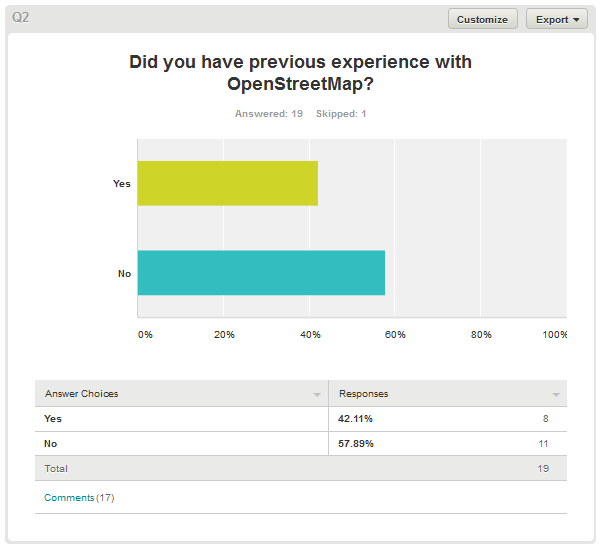 Q2
Customize
Export
Did you have previous experience with
OpenStreetMap?
Answered: 19 Skipped: 1
Yes
No
0% 20% 40% 60% 80% 100%
Answer Choices Responses
Yes 42.11% 8
No 57.89% 11
Total 19
Comments (17)